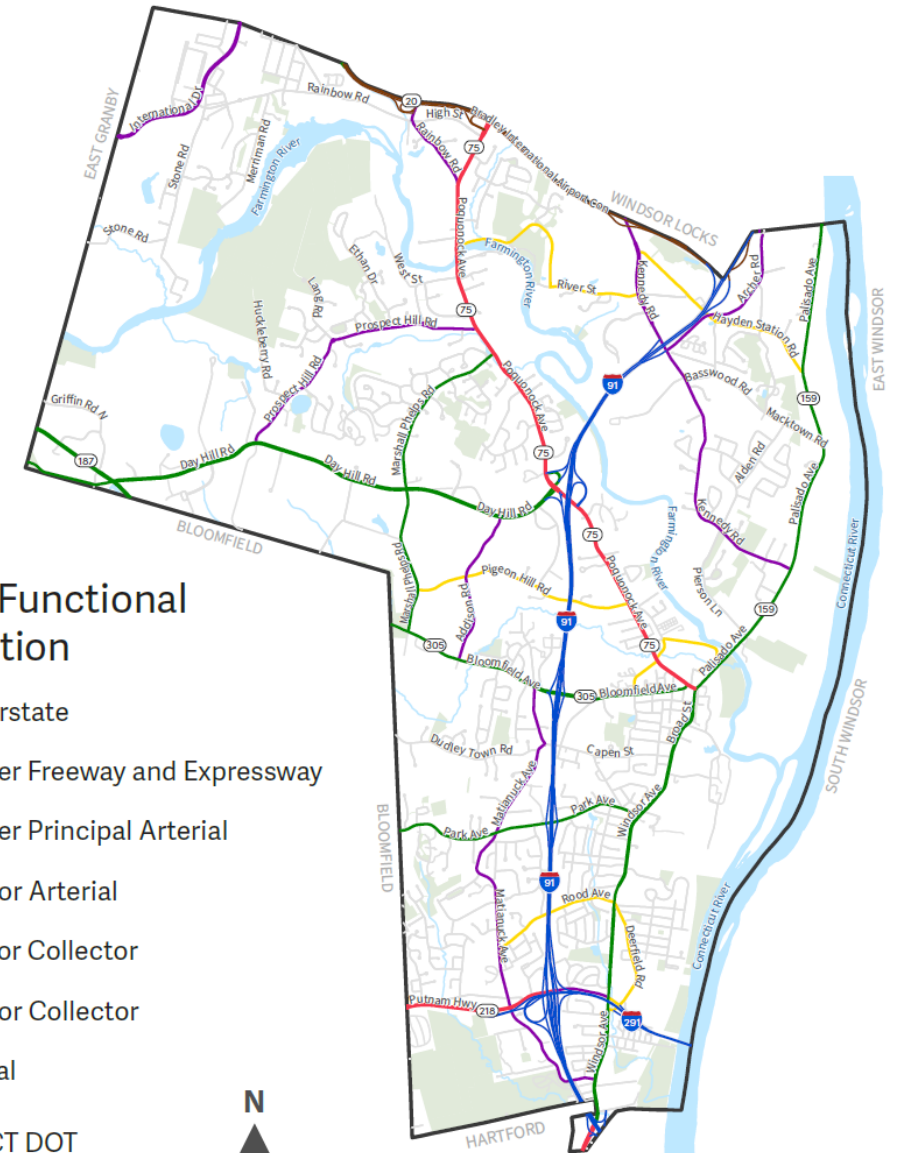 International Dr
Rainbow Rd
20
High St
Bradley International Airport Con
75
Rainbow Rd
EAST GRANBY
Stone Rd
Merriman Rd
Farmington River
WINDSOR LOCKS
Stone Rd
Poquonock Ave
Farmington River
Ethan Dr
West St
River St
Kennedy Rd
Archer Rd
Palisado Ave
EAST WINDSOR
Lang Rd
Huckleberry Rd
75
Prospect Hill Rd
Hayden Station Rd
Prospect Hill Rd
91
Poquonock Ave
Basswood Rd
159
Griffin Rd N
Marshall Phelps Rd
Macktown Rd
187
Day Hill Rd
Day Hill Rd
75
Alden Rd
Palisado Ave
Day Hill Rd
Kennedy Rd
BLOOMFIELD
75
Farmington River
Connecticut River
Marshall Phelps Rd
Pigeon Hill Rd
Poquonock Ave
Pierson Ln
Addison Rd
159
91
Functional
tion
305
75
Palisado Ave
Bloomfield Ave
305
Bloomfield Ave
rstate
Broad St
SOUTH WINDSOR
Dudley Town Rd
Capen St
er Freeway and Expressway
Matianuck Ave
Park Ave
Windsor Ave
er Principal Arterial
Park Ave
BLOOMFIELD
91
or Arterial
Rood Ave
Matianuck Ave
Deerfield Rd
Connecticut River
or Collector
Putnam Hwy
218
or Collector
291
Windsor Ave
al
N
HARTFORD
CT DOT